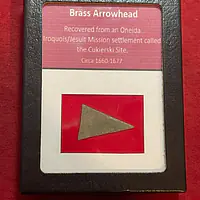 Brass Arrowhead
Recovered from an Oneida
Iroquois/Jesuit Mission settlement called
the Cukierski Site.
Circa 1660-1677